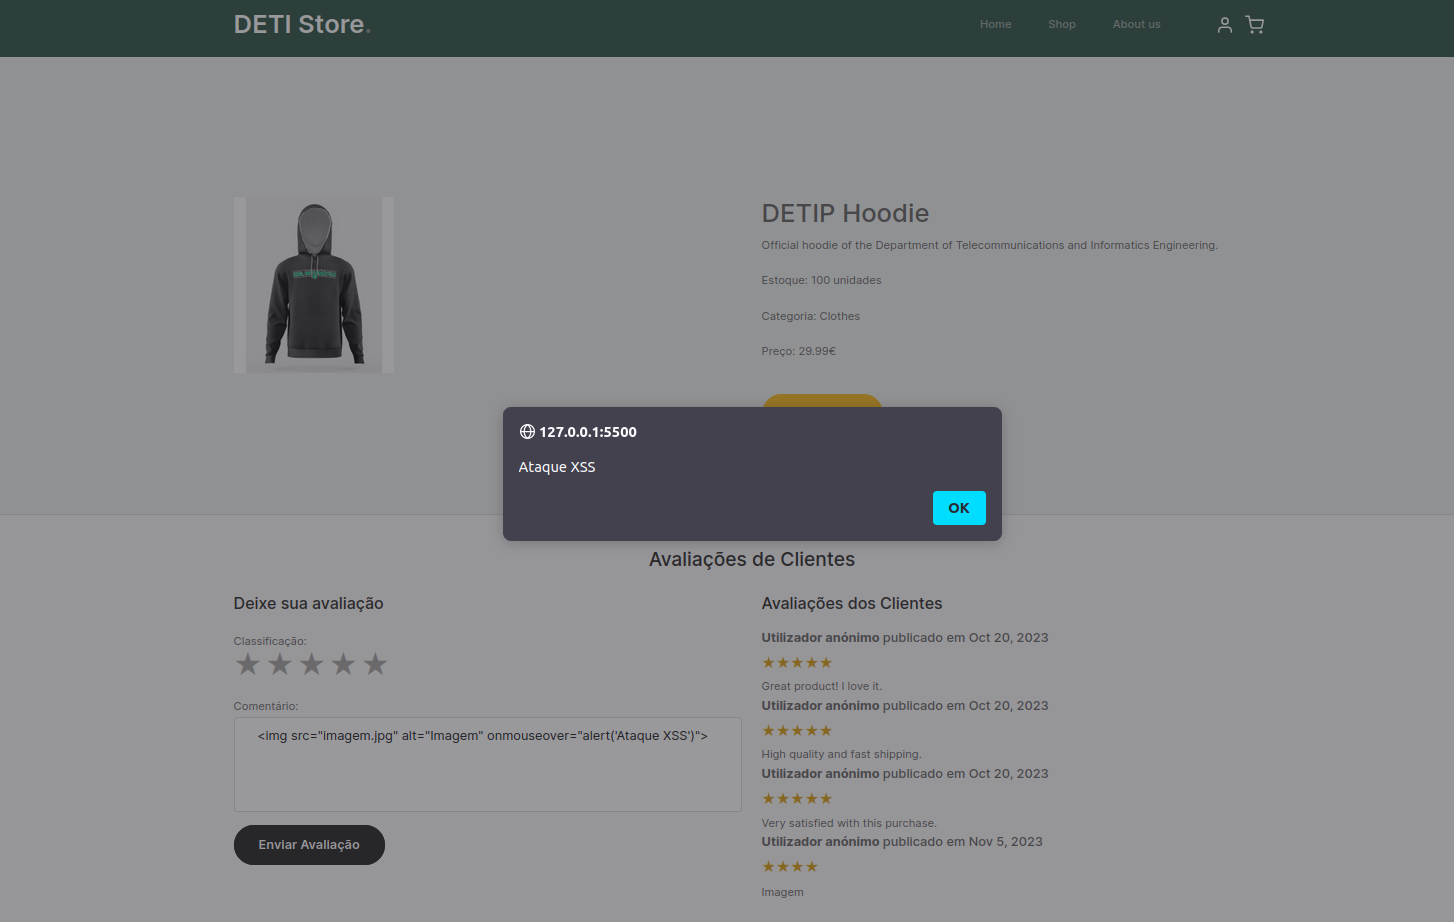 DETI Store.
Home
Shop
About us
DETIP Hoodie
Official hoodie of the Department of Telecommunications and Informatics Engineering.
Estoque: 100 unidades
Categoria: Clothes
Preço: 29.99€
127.0.0.1:5500
Ataque XSS
OK
Avaliações de Clientes
Deixe sua avaliação
Classificação:
Comentário:
<img src="imagem.jpg" alt="Imagem" onmouseover="alert('Ataque XSS')">
Enviar Avaliação
Avaliações dos Clientes
Utilizador anónimo publicado em Oct 20, 2023
★★★★★
Great product! I love it.
Utilizador anónimo publicado em Oct 20, 2023
★★★★★
High quality and fast shipping.
Utilizador anónimo publicado em Oct 20, 2023
★★★★★
Very satisfied with this purchase.
Utilizador anónimo publicado em Nov 5, 2023
★★★★
Imagem